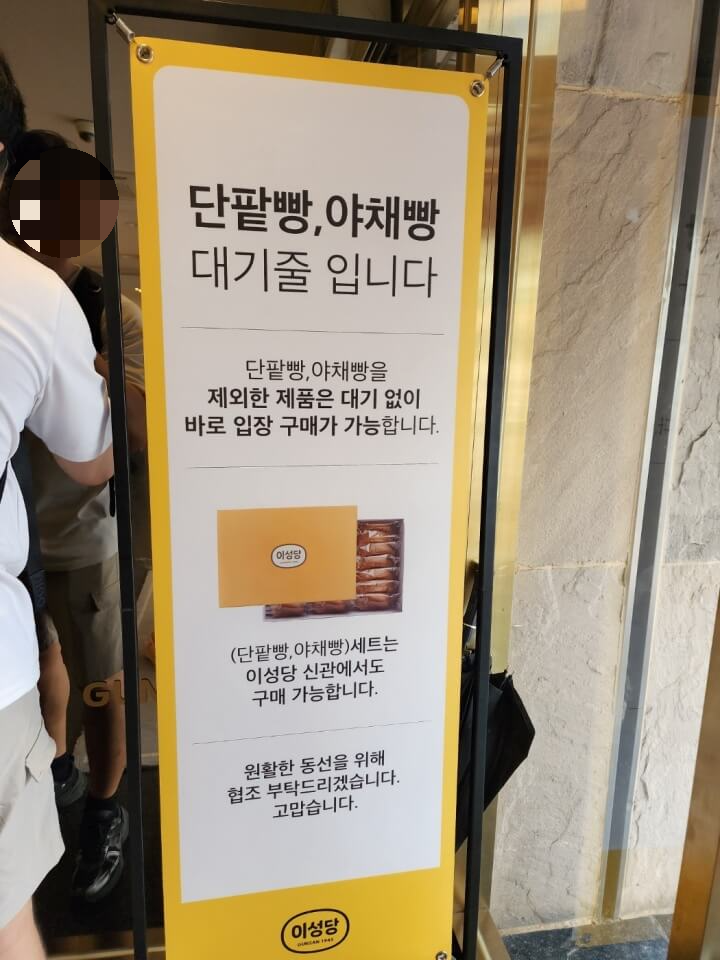 단팥빵,야채빵
대기줄 입니다
단팥빵,야채빵을
제외한 제품은 대기 없이
바로 입장 구매가 가능합니다.
이성당
(단팥빵,야채빵)세트는
이성당 신관에서도
구매 가능합니다.
원활한 동선을 위해
협조 부탁드리겠습니다.
고맙습니다.
이성당
GUNSAN 1945